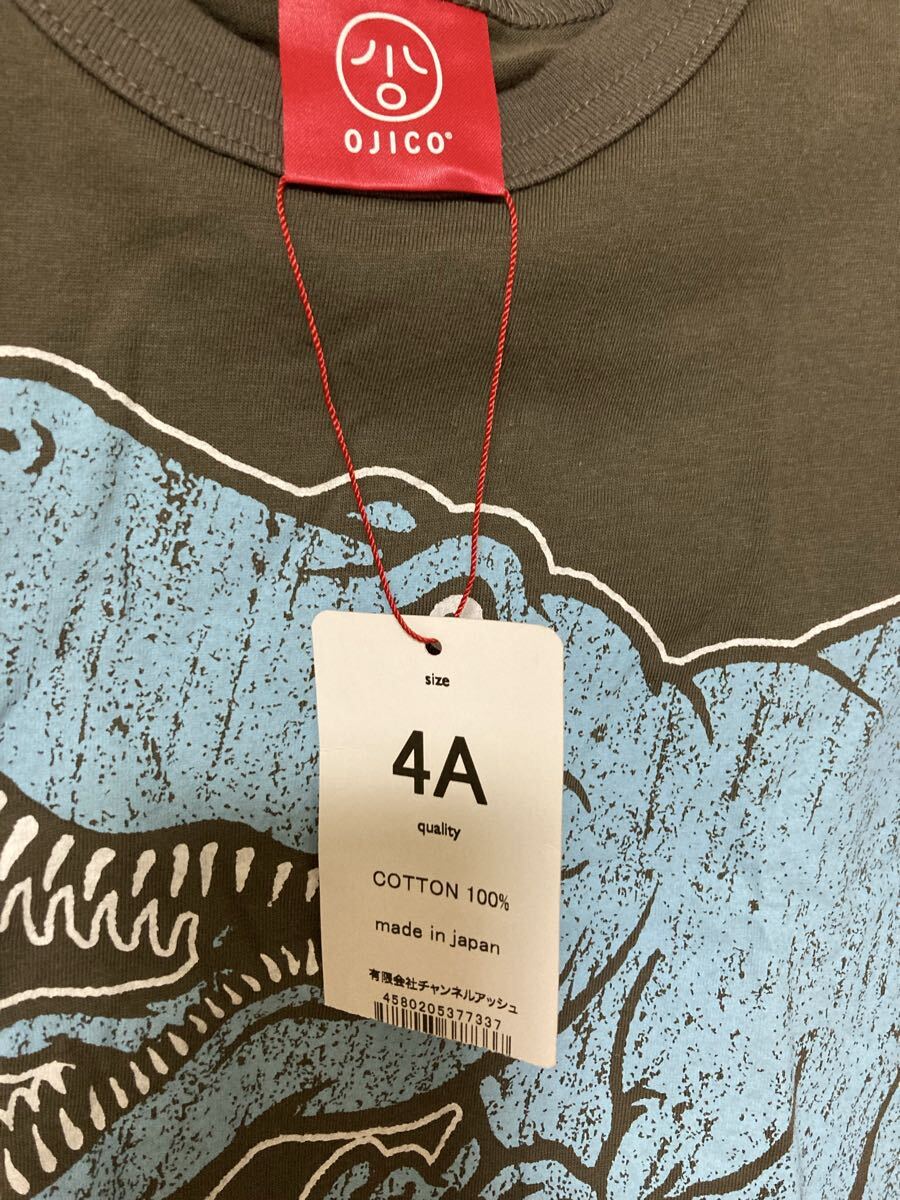 OJICO®
size
4A
quality
COTTON 100%
made in japan
有限会社チャンネルアッシュ
4580205377337